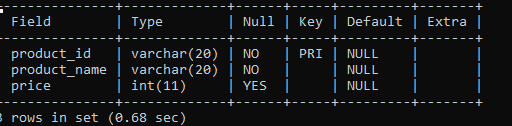 Field | Type | Null | Key | Default | Extra |
product_id | varchar(20) | NO | PRI | NULL | |
product_name | varchar(20) | NO | | NULL | |
price | int(11) | YES | | NULL | |
rows in set (0.68 sec)